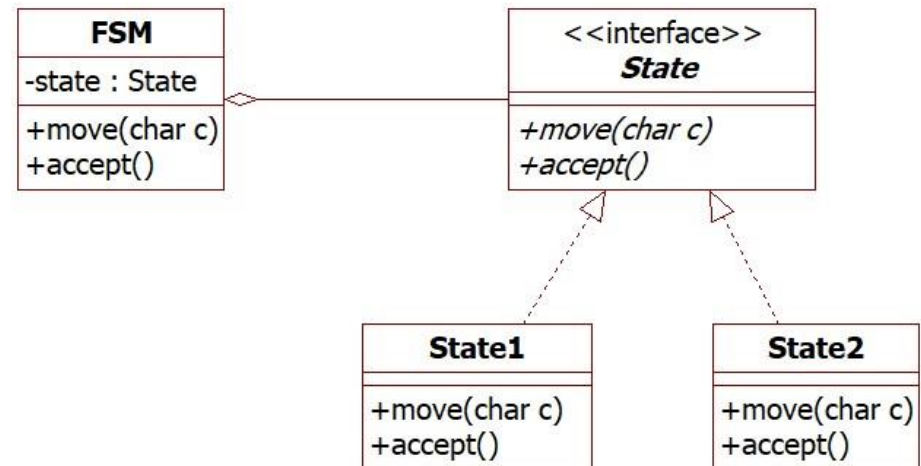 FSM
-state : State
+move(char c)
+accept()
<<interface>>
State
+move(char c)
+accept()
State1
+move(char c)
+accept()
State2
+move(char c)
+accept()